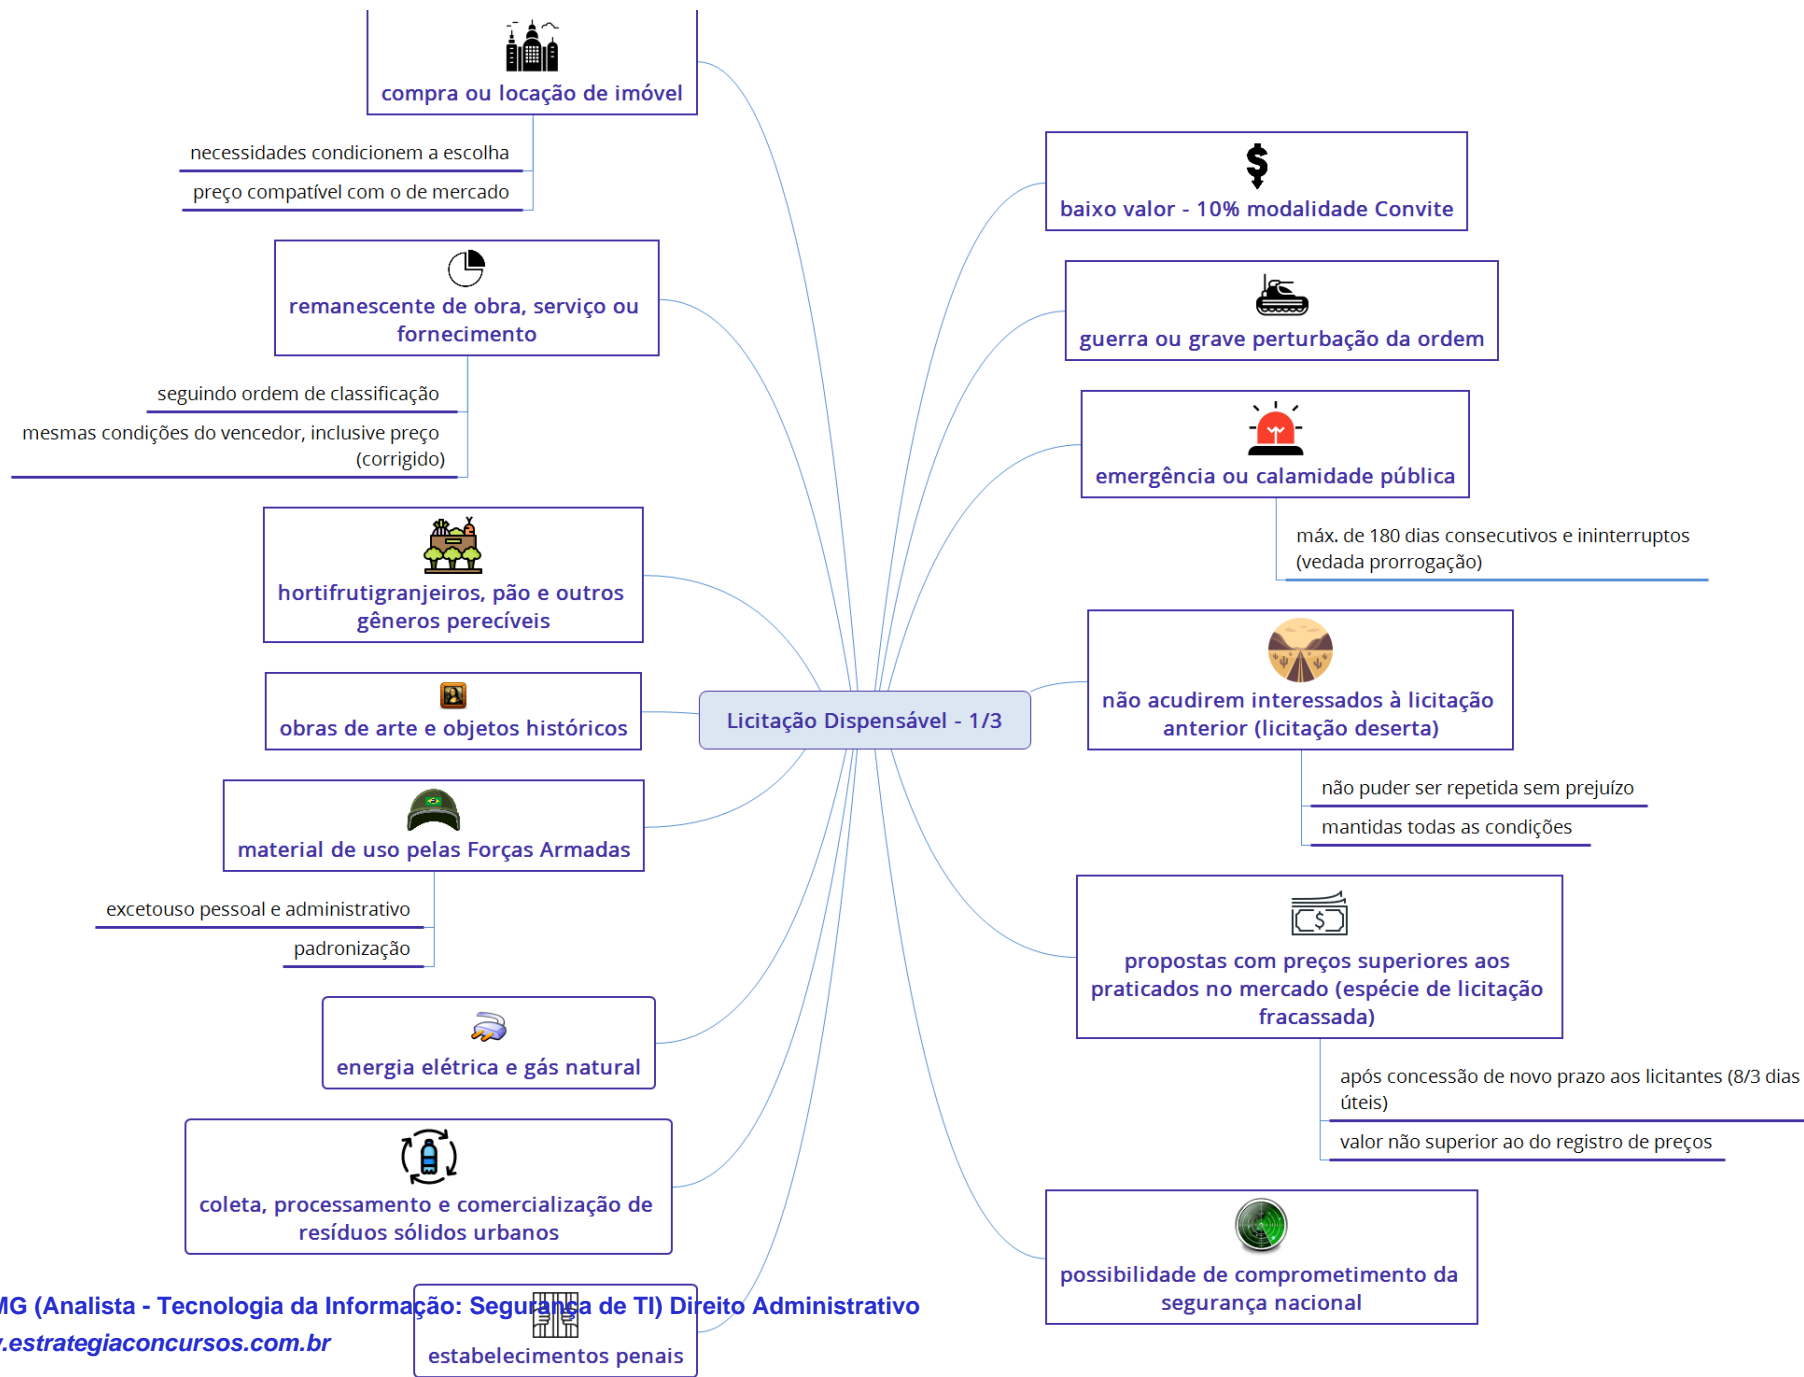 compra ou locação de imóvel
necessidades condicionem a escolha
preço compatível com o de mercado
remanescente de obra, serviço ou
fornecimento
seguindo ordem de classificação
mesmas condições do vencedor, inclusive preço
(corrigido)
hortifrutigranjeiros, pão e outros
gêneros perecíveis
obras de arte e objetos históricos
material de uso pelas Forças Armadas
excetouso pessoal e administrativo
padronização
energia elétrica e gás natural
coleta, processamento e comercialização de
resíduos sólidos urbanos
estabelecimentos penais
Licitação Dispensável - 1/3
baixo valor - 10% modalidade Convite
guerra ou grave perturbação da ordem
emergência ou calamidade pública
máx. de 180 dias consecutivos e ininterruptos
(vedada prorrogação)
não acudirem interessados à licitação
anterior (licitação deserta)
não puder ser repetida sem prejuízo
mantidas todas as condições
propostas com preços superiores aos
praticados no mercado (espécie de licitação
fracassada)
após concessão de novo prazo aos licitantes (8/3 dias
úteis)
valor não superior ao do registro de preços
possibilidade de comprometimento da
segurança nacional
MG (Analista - Tecnologia da Informação: Segurança de TI) Direito Administrativo
.estrategiaconcursos.com.br